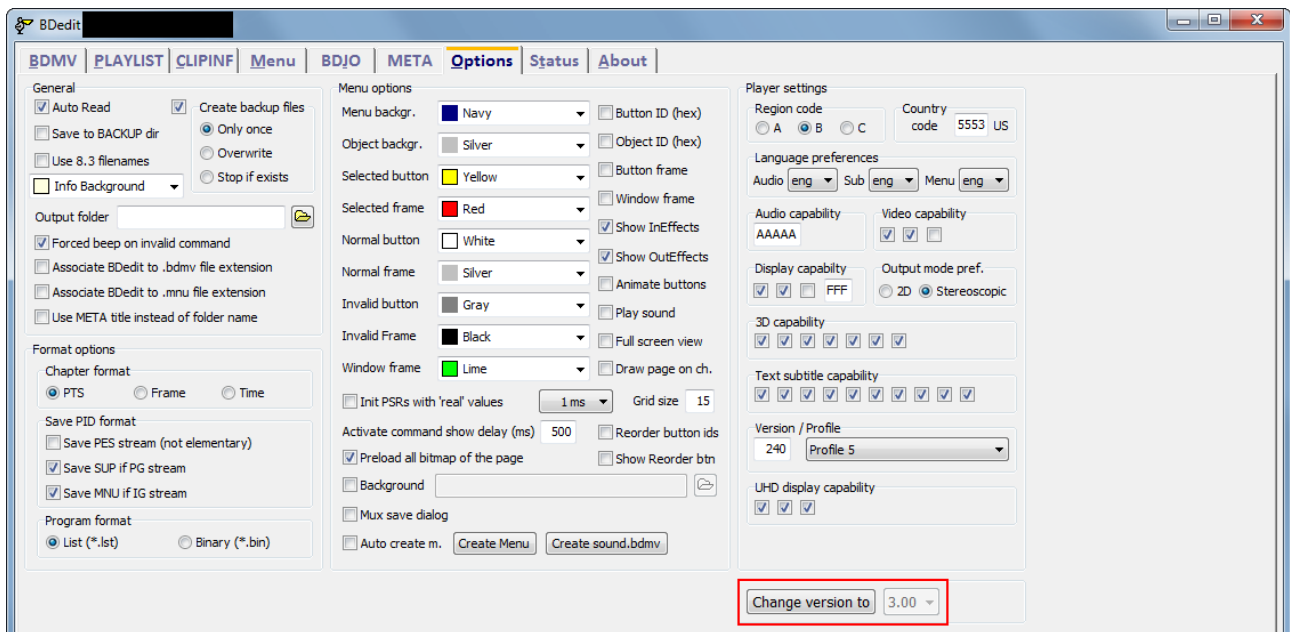 BDedit
BDMV PLAYLIST CLIPINF Menu BDJO META Options Status About
General
Auto Read
Create backup files
Save to BACKUP dir
Only once
Use 8.3 filenames
Overwrite
Stop if exists
Info Background
Output folder
Forced beep on invalid command
Associate BDedit to .bdmv file extension
Associate BDedit to .mnu file extension
Use META title instead of folder name
Format options
Chapter format
PTS Frame Time
Save PID format
Save PES stream (not elementary)
Save SUP if PG stream
Save MNU if IG stream
Program format
List (*.lst) Binary (*.bin)
Menu options
Menu backgr. Navy Button ID (hex)
Object backgr. Silver Object ID (hex)
Selected button Yellow Button frame
Selected frame Red Window frame
Normal button White Show InEffects
Normal frame Silver Show OutEffects
Invalid button Gray Animate buttons
Play sound
Invalid Frame Black Full screen view
Window frame Lime Draw page on ch.
Init PSRs with 'real' values 1 ms Grid size 15
Activate command show delay (ms) 500 Reorder button ids
Preload all bitmap of the page Show Reorder btn
Background
Mux save dialog
Auto create m. Create Menu Create sound.bdmv
Player settings
Region code
A B C
Country
code 5553 US
Language preferences
Audio eng Sub eng Menu eng
Audio capability
AAAAA
Video capability
Display capabilty
FFF
Output mode pref.
2D Stereoscopic
3D capability
Text subtitle capability
Version / Profile
240 Profile 5
UHD display capability
Change version to 3.00